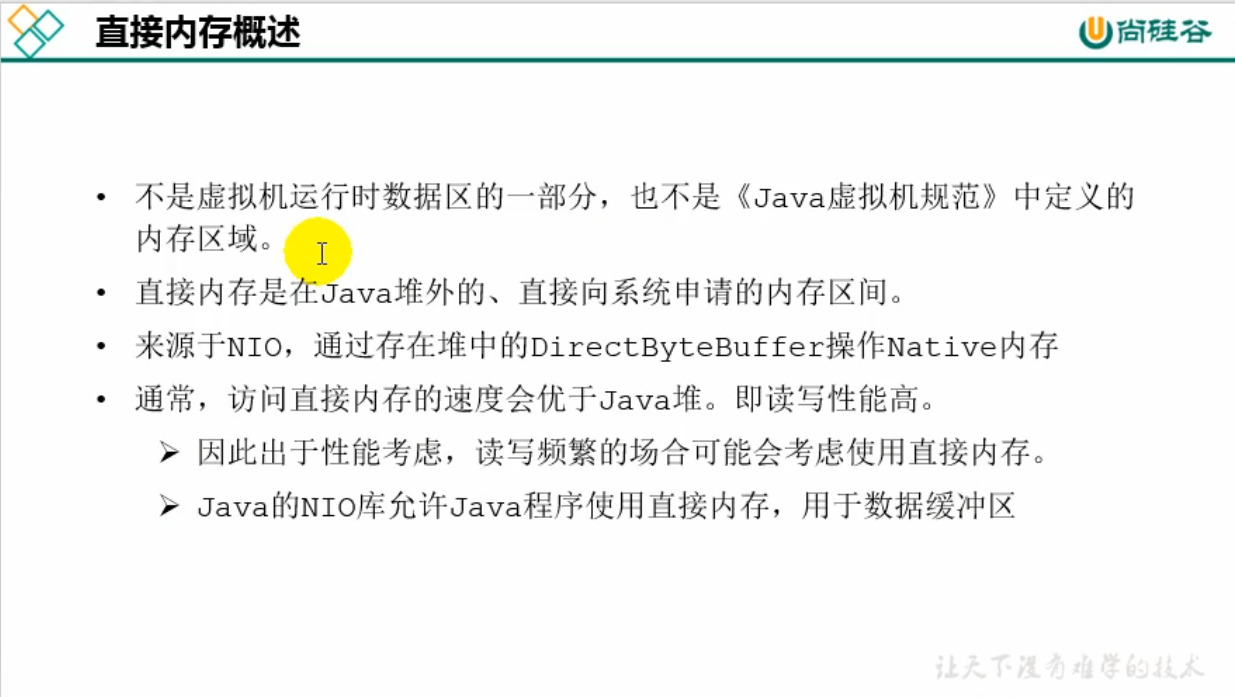 直接内存概述
尚硅谷
• 不是虚拟机运行时数据区的一部分，也不是《Java虚拟机规范》中定义的
内存区域。
• 直接内存是在Java堆外的、直接向系统申请的内存区间。
• 来源于NIO，通过存在堆中的DirectByteBuffer操作Native内存
• 通常，访问直接内存的速度会优于Java堆。即读写性能高。
➢ 因此出于性能考虑，读写频繁的场合可能会考虑使用直接内存。
➢ Java的NIO库允许Java程序使用直接内存，用于数据缓冲区
让天下没有难学的技术